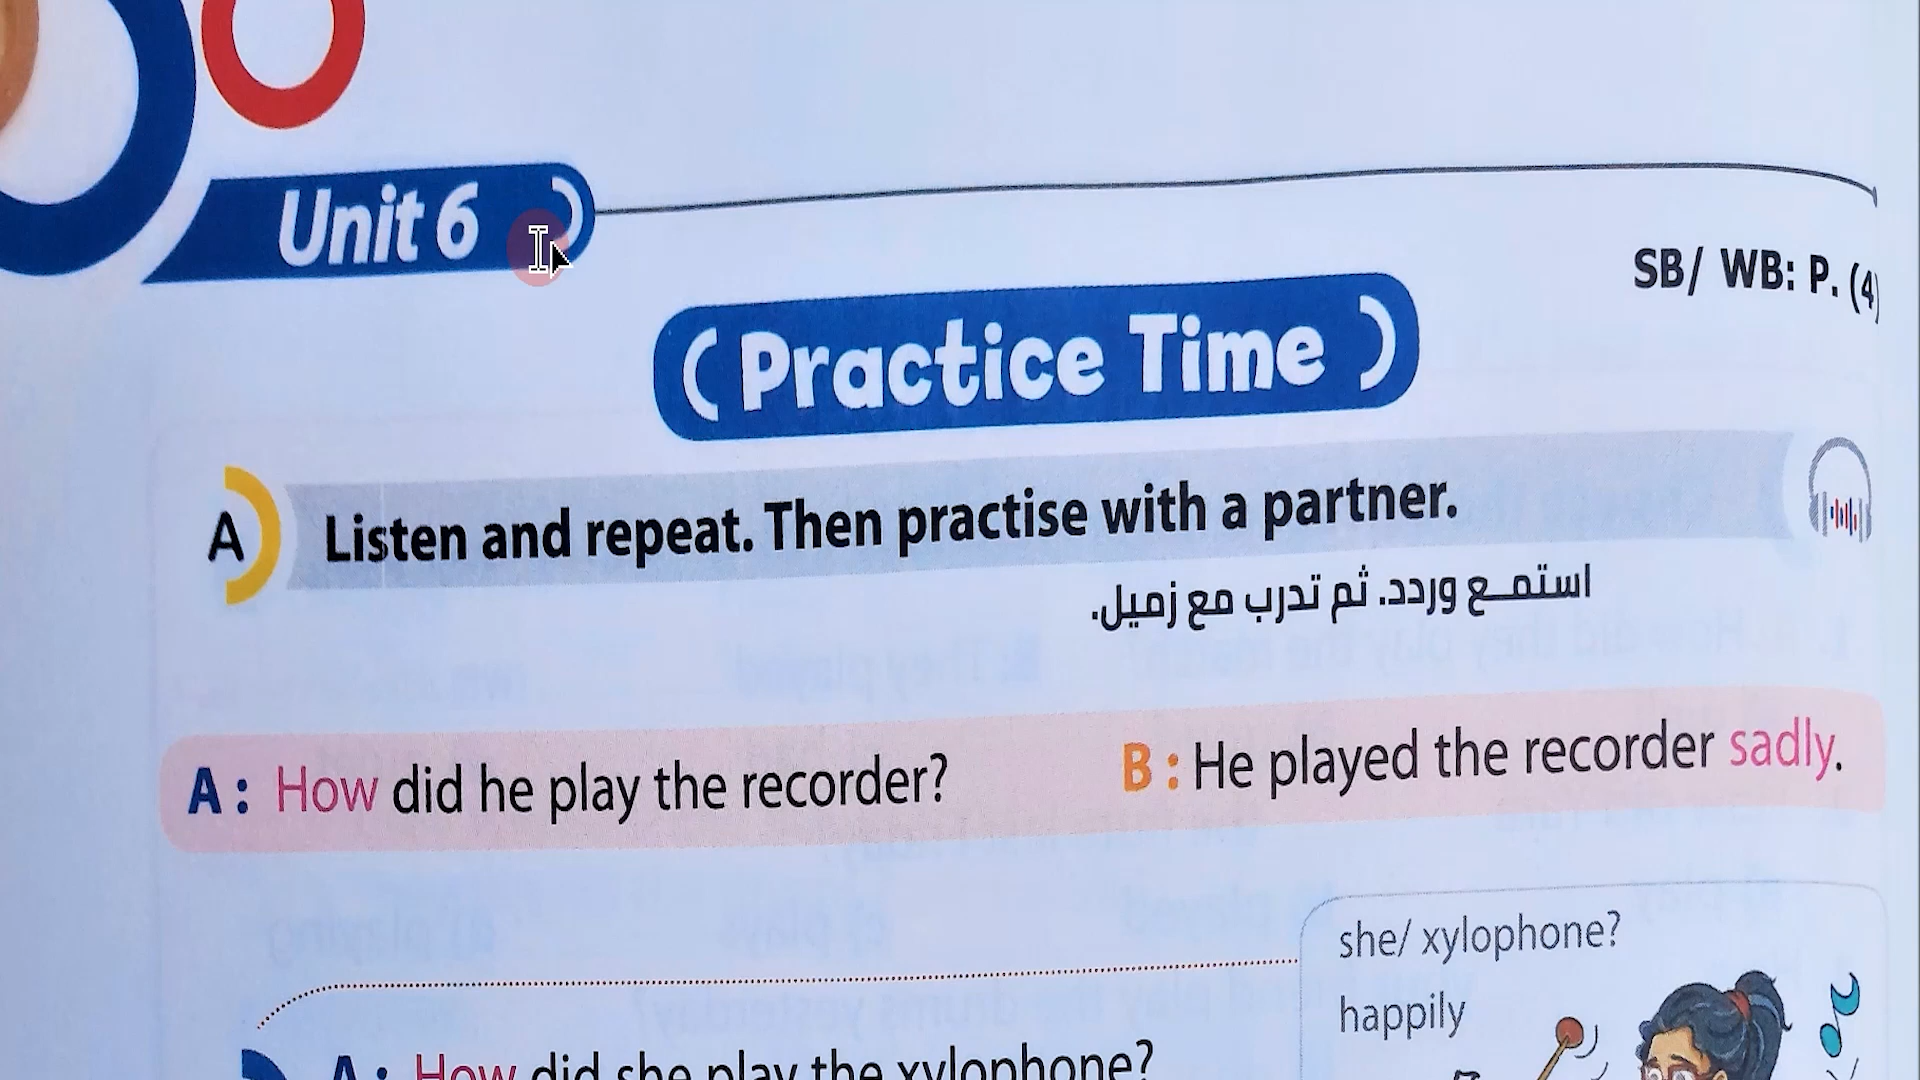 Unit 6
SB/ WB: P. (4
Practice Time
A Listen and repeat. Then practise with a partner.
استمع وردد. ثم تدرب مع زميل.
A: How did he play the recorder? B: He played the recorder sadly.
she/ xylophone?
happily
A: How did she play the xylophone?